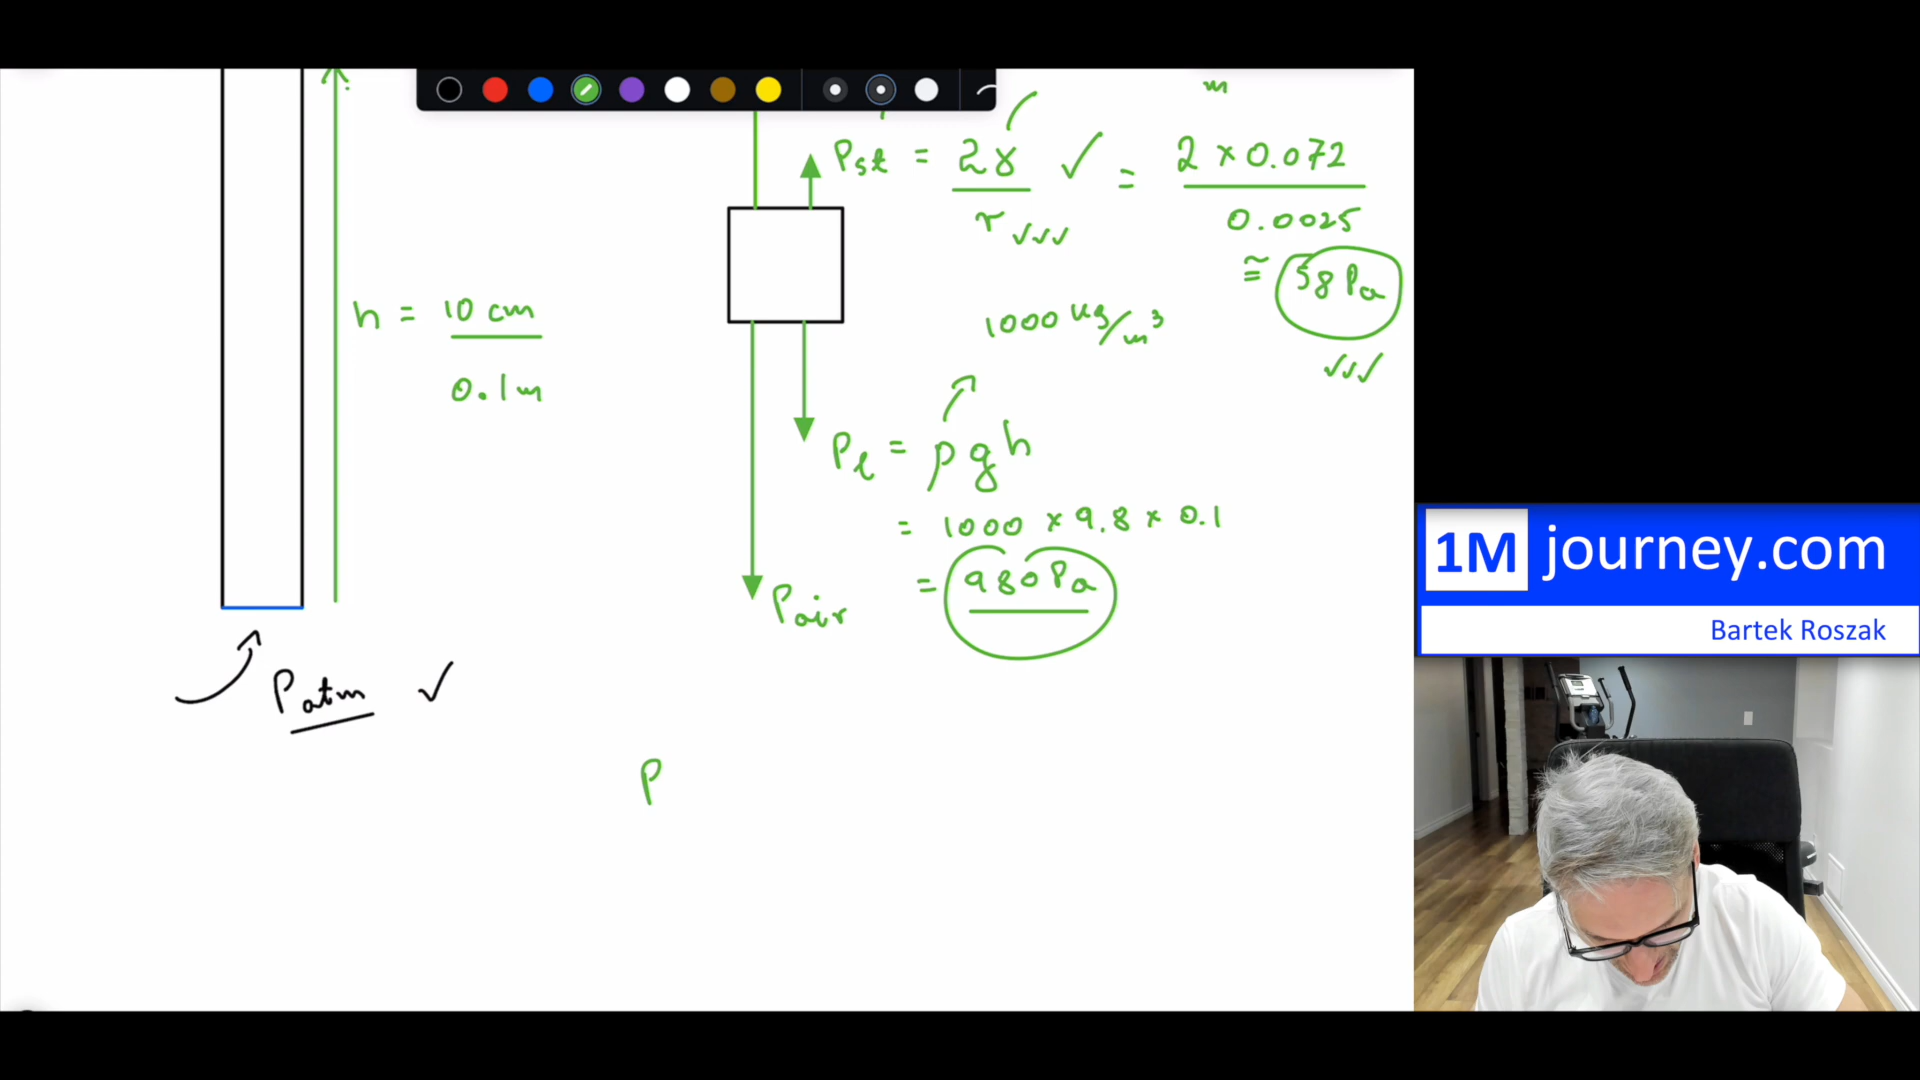 m
Pst = 2γ/r ✓ = 2 × 0.072 / 0.0025
✓✓✓
≅ 58 Pa
✓✓✓
h = 10 cm
0.1 m
1000 kg/m³
Pl = ρgh
= 1000 × 9.8 × 0.1
= 980 Pa
Pair
Patm ✓
P
1M journey.com
Bartek Roszak